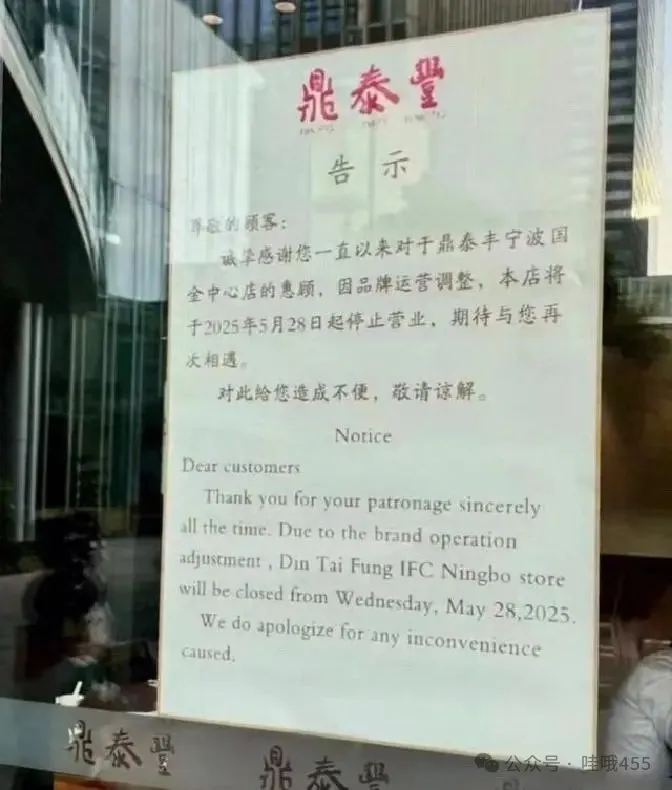 鼎泰豐
告示
尊敬的顾客：
诚挚感谢您一直以来对于鼎泰丰宁波国
金中心店的惠顾，因品牌运营调整，本店将
于2025年5月28日起停止营业，期待与您再
次相遇。
对此给您造成不便，敬请谅解。
Notice
Dear customers
Thank you for your patronage sincerely
all the time. Due to the brand operation
adjustment , Din Tai Fung IFC Ningbo store
will be closed from Wednesday, May 28,2025.
We do apologize for any inconvenience
caused.
鼎泰豐
鼎泰豐
公众号·哇哦455